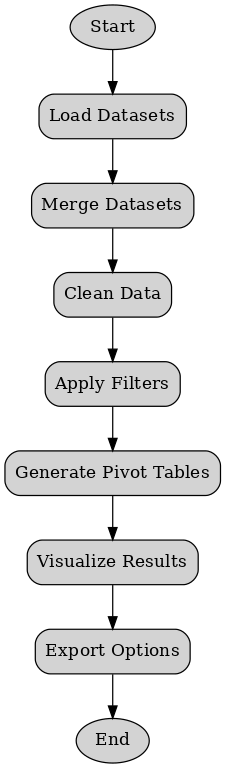 Start
Load Datasets
Merge Datasets
Clean Data
Apply Filters
Generate Pivot Tables
Visualize Results
Export Options
End